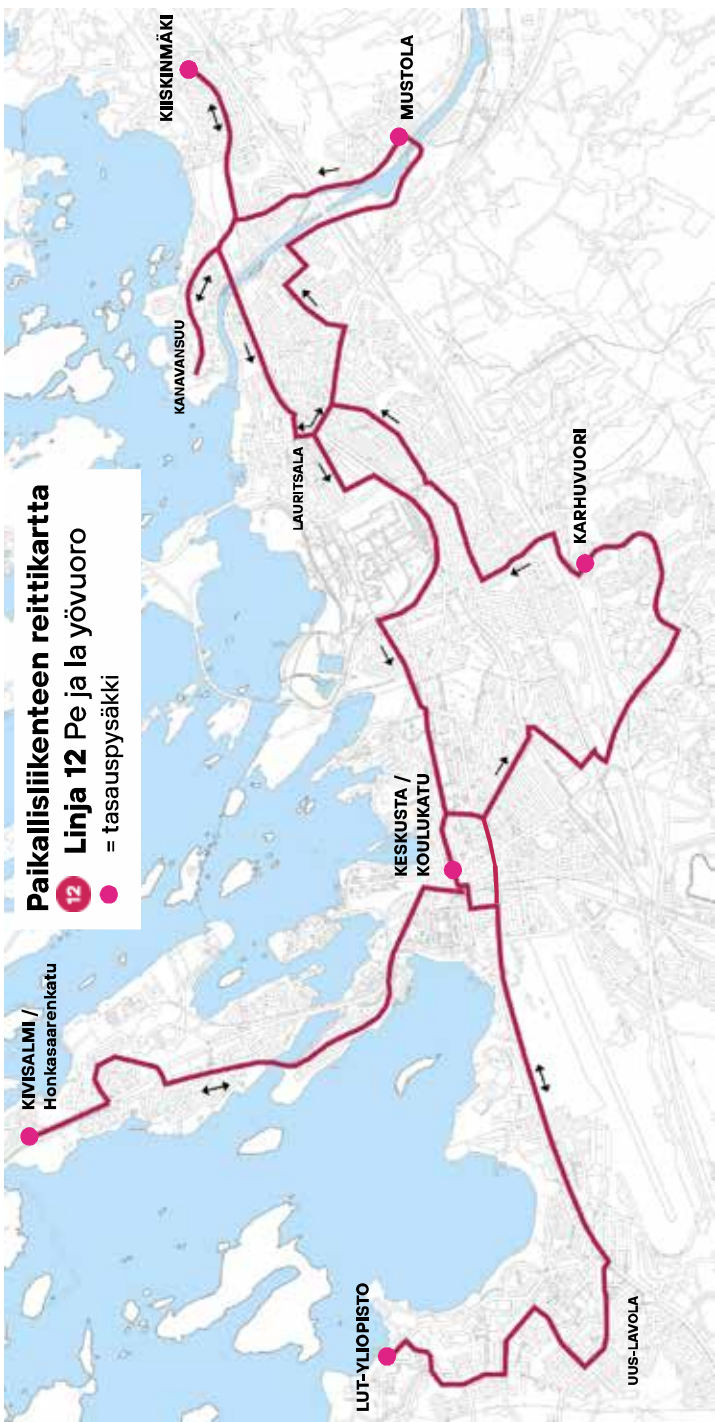 Paikallisliikenteen reittikartta
12 Linja 12 Pe ja la yövuoro
= tasauspysäkki
KIVISALMI /
Honkasaarenkatu
LUT-YLIOPISTO
UUS-LAVOLA
KESKUSTA /
KOULUKATU
KARHUVUORI
LAURITSALA
KANAVANSUU
KIISKINMÄKI
MUSTOLA